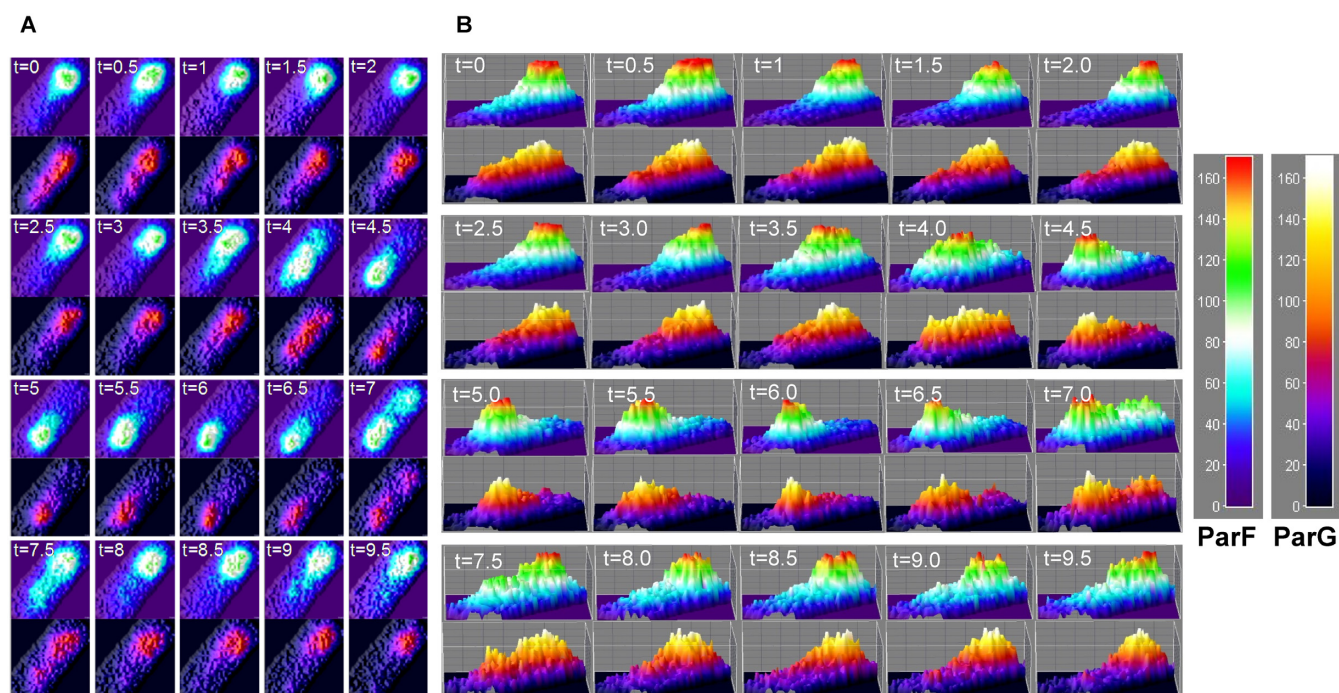 A B
t=0 t=0.5 t=1 t=1.5 t=2
t=2.5 t=3 t=3.5 t=4 t=4.5
t=5 t=5.5 t=6 t=6.5 t=7
t=7.5 t=8 t=8.5 t=9 t=9.5
t=0 t=0.5 t=1 t=1.5 t=2.0
t=2.5 t=3.0 t=3.5 t=4.0 t=4.5
t=5.0 t=5.5 t=6.0 t=6.5 t=7.0
t=7.5 t=8.0 t=8.5 t=9.0 t=9.5
160 160
140 140
120 120
100 100
80 80
60 60
40 40
20 20
0 0
ParF ParG